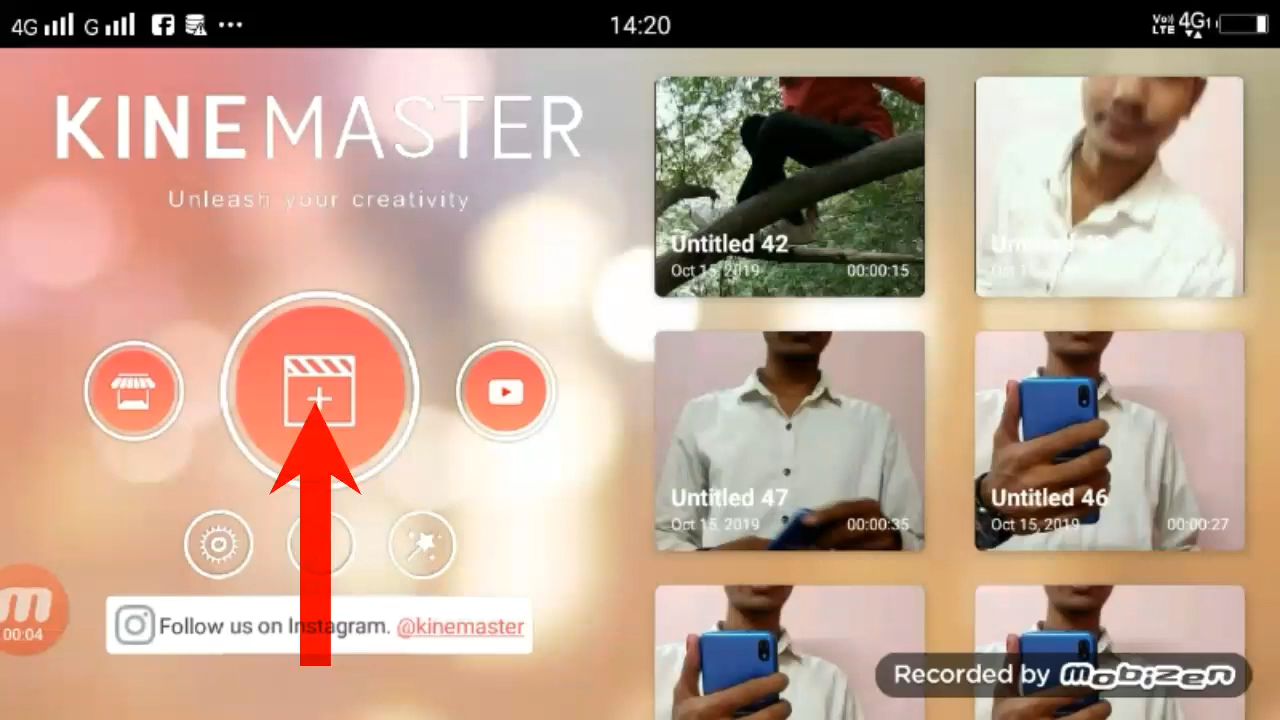 4G G 14:20 Vo)) LTE 4G
KINEMASTER
Unleash your creativity
Follow us on Instagram. @kinemaster
00:04
Untitled 42
Oct 15, 2019 00:00:15
Untitled 47
Oct 15, 2019 00:00:35
Untitled 46
Oct 15, 2019 00:00:27
Recorded by mobizen